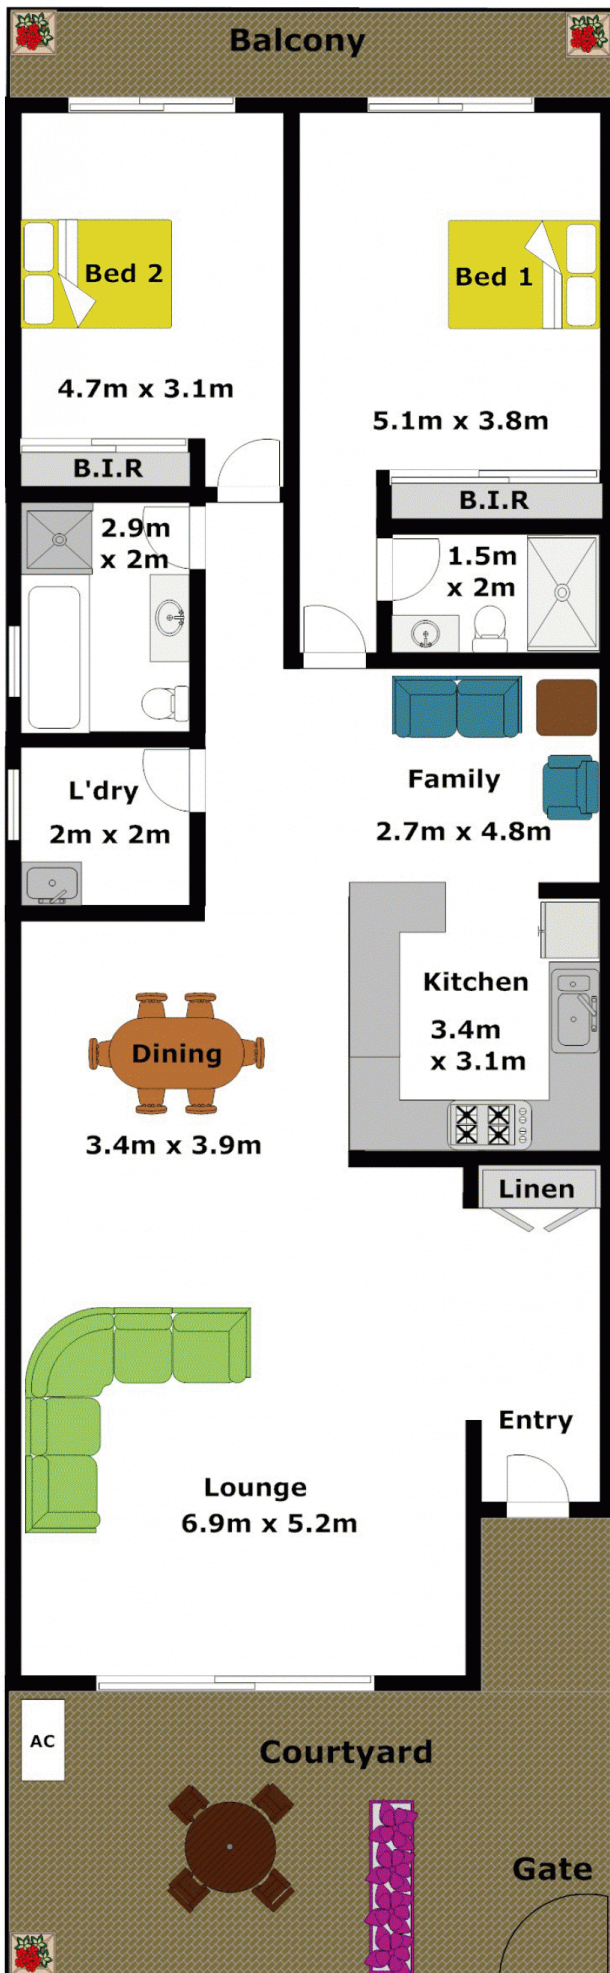 Balcony
Bed 2
Bed 1
4.7m x 3.1m
5.1m x 3.8m
B.I.R
B.I.R
2.9m
x 2m
1.5m
x 2m
L'dry
2m x 2m
Family
2.7m x 4.8m
Kitchen
3.4m
x 3.1m
Dining
3.4m x 3.9m
Linen
Entry
Lounge
6.9m x 5.2m
AC
Courtyard
Gate